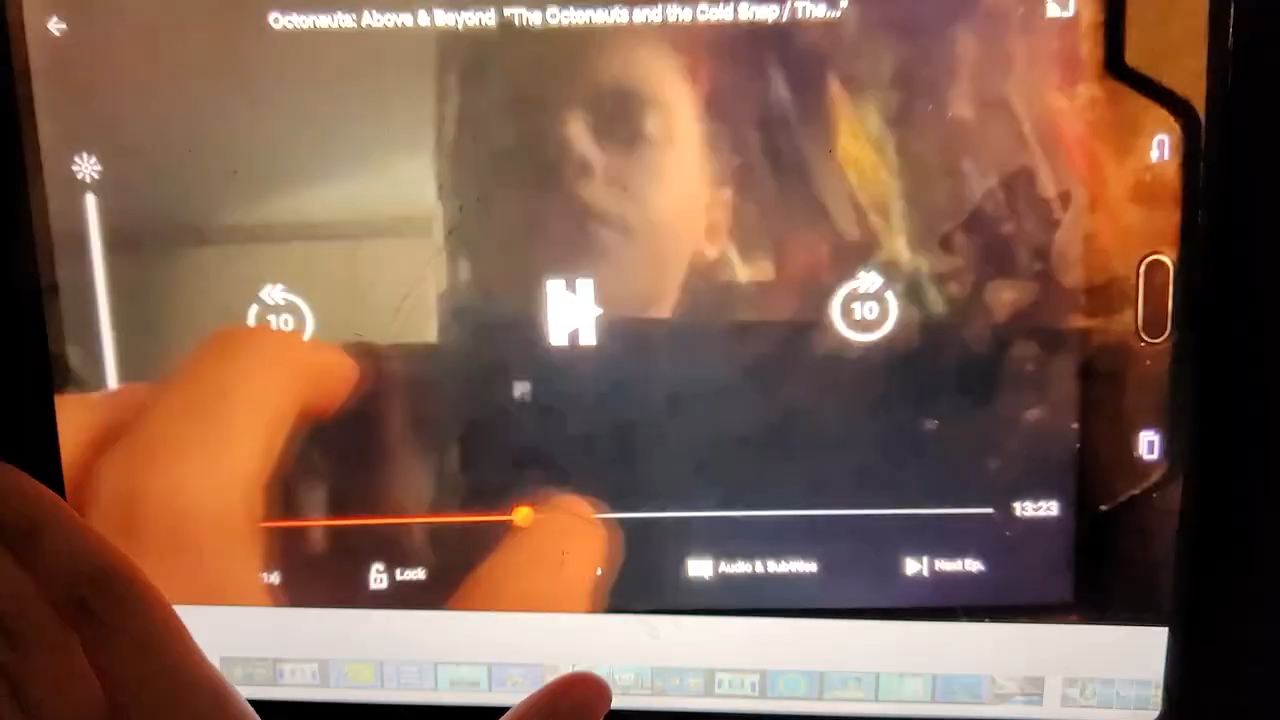 Octonauts: Above & Beyond "The Octonauts and the Cold Snap / The..."
10
10
13:23
Lock
Audio & Subtitles
Next Ep.